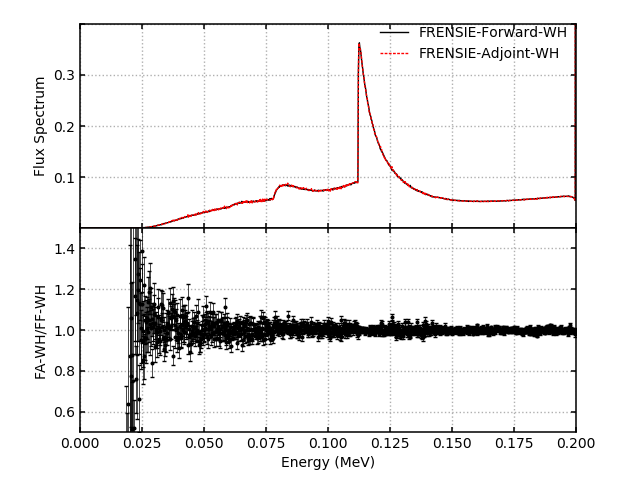 FRENSIE-Forward-WH
FRENSIE-Adjoint-WH
Flux Spectrum
0.3
0.2
0.1
FA-WH/FF-WH
1.4
1.2
1.0
0.8
0.6
0.000 0.025 0.050 0.075 0.100 0.125 0.150 0.175 0.200
Energy (MeV)